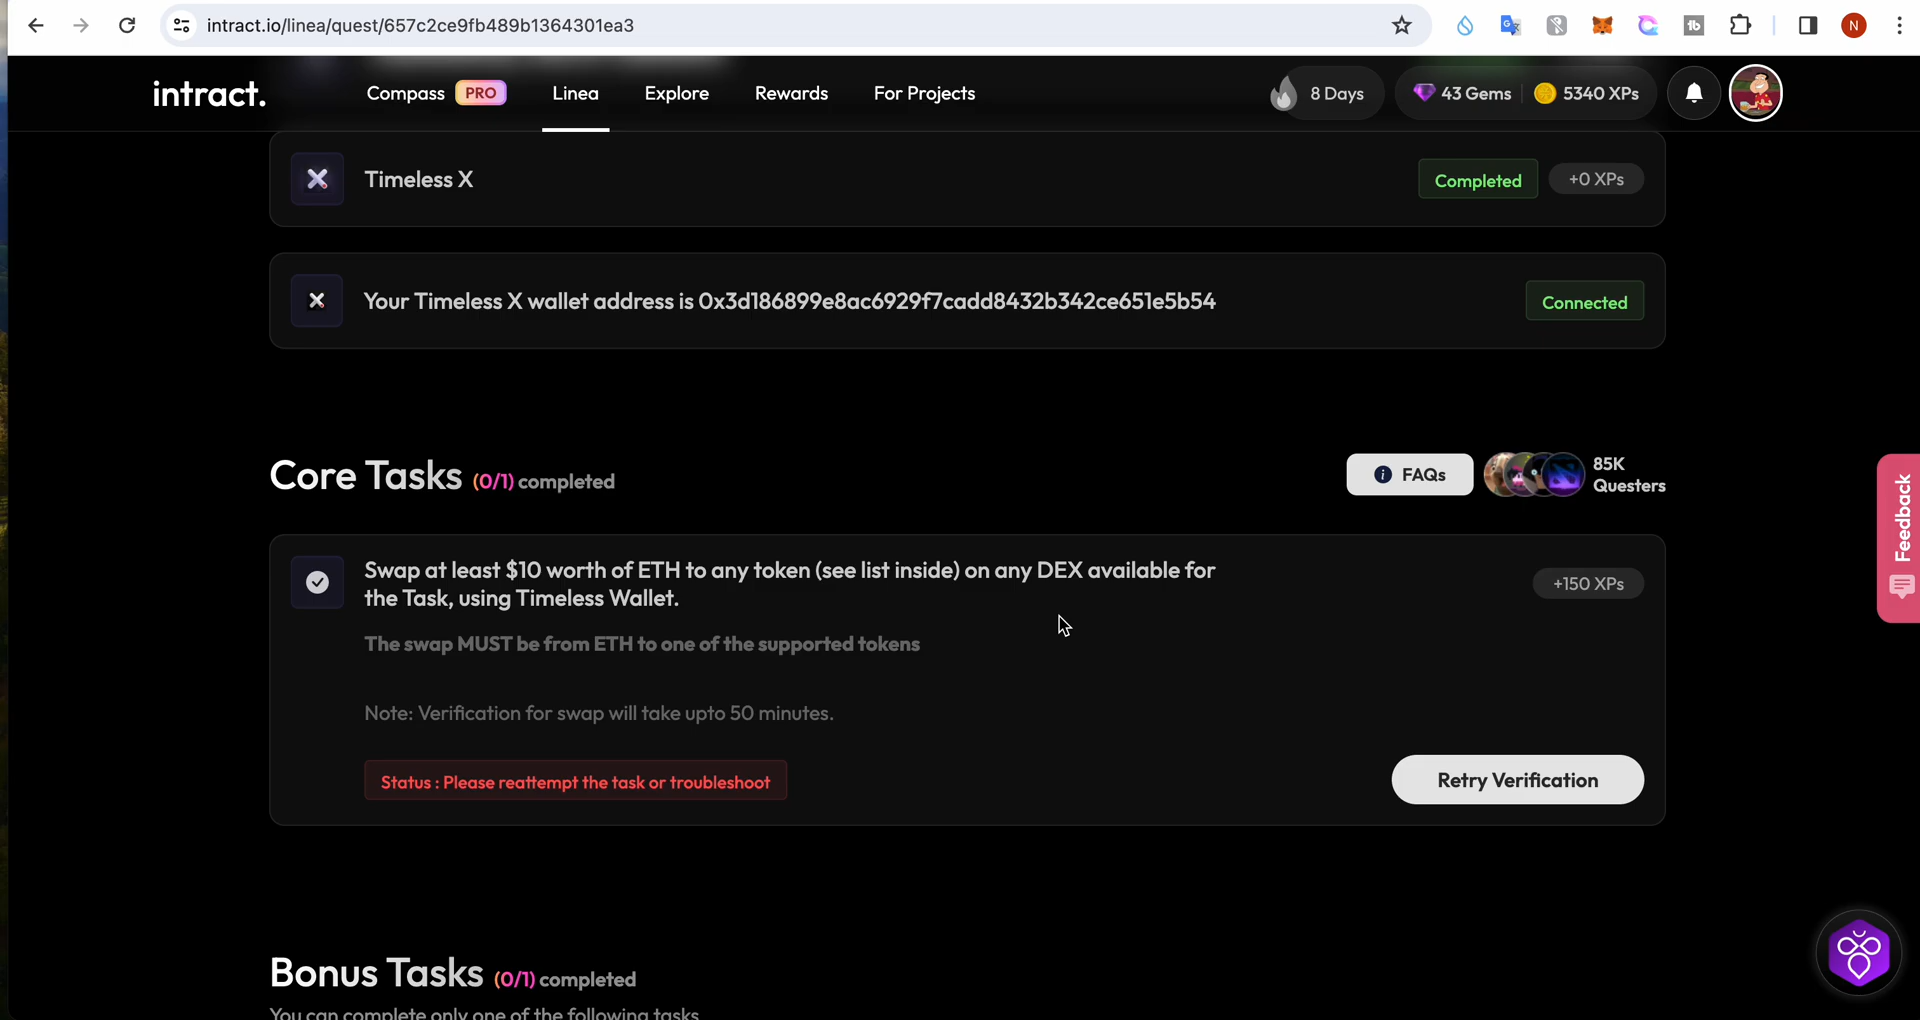 intract.io/linea/quest/657c2ce9fb489b1364301ea3
N
intract.
Compass PRO
Linea
Explore
Rewards
For Projects
8 Days
43 Gems
5340 XPs
Timeless X
Completed
+0 XPs
Your Timeless X wallet address is 0x3d186899e8ac6929f7cadd8432b342ce651e5b54
Connected
Core Tasks (0/1) completed
FAQs
85K
Questers
Swap at least $10 worth of ETH to any token (see list inside) on any DEX available for
the Task, using Timeless Wallet.
+150 XPs
The swap MUST be from ETH to one of the supported tokens
Note: Verification for swap will take upto 50 minutes.
Status : Please reattempt the task or troubleshoot
Retry Verification
Feedback
Bonus Tasks (0/1) completed
You can complete only one of the following tasks